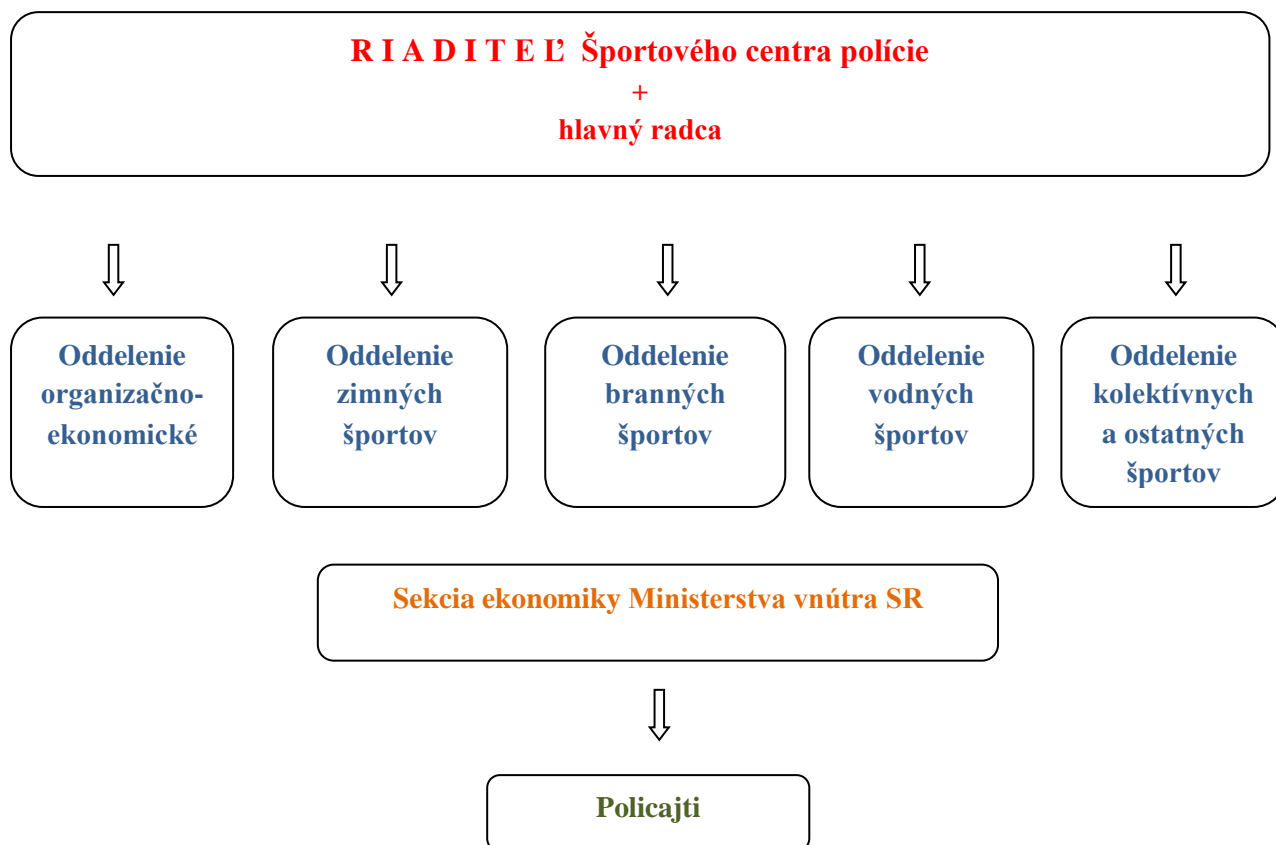 R I A D I T E Ľ Športového centra polície
+
hlavný radca
Oddelenie
organizačno-
ekonomické
Oddelenie
zimných
športov
Oddelenie
branných
športov
Oddelenie
vodných
športov
Oddelenie
kolektívnych
a ostatných
športov
Sekcia ekonomiky Ministerstva vnútra SR
Policajti